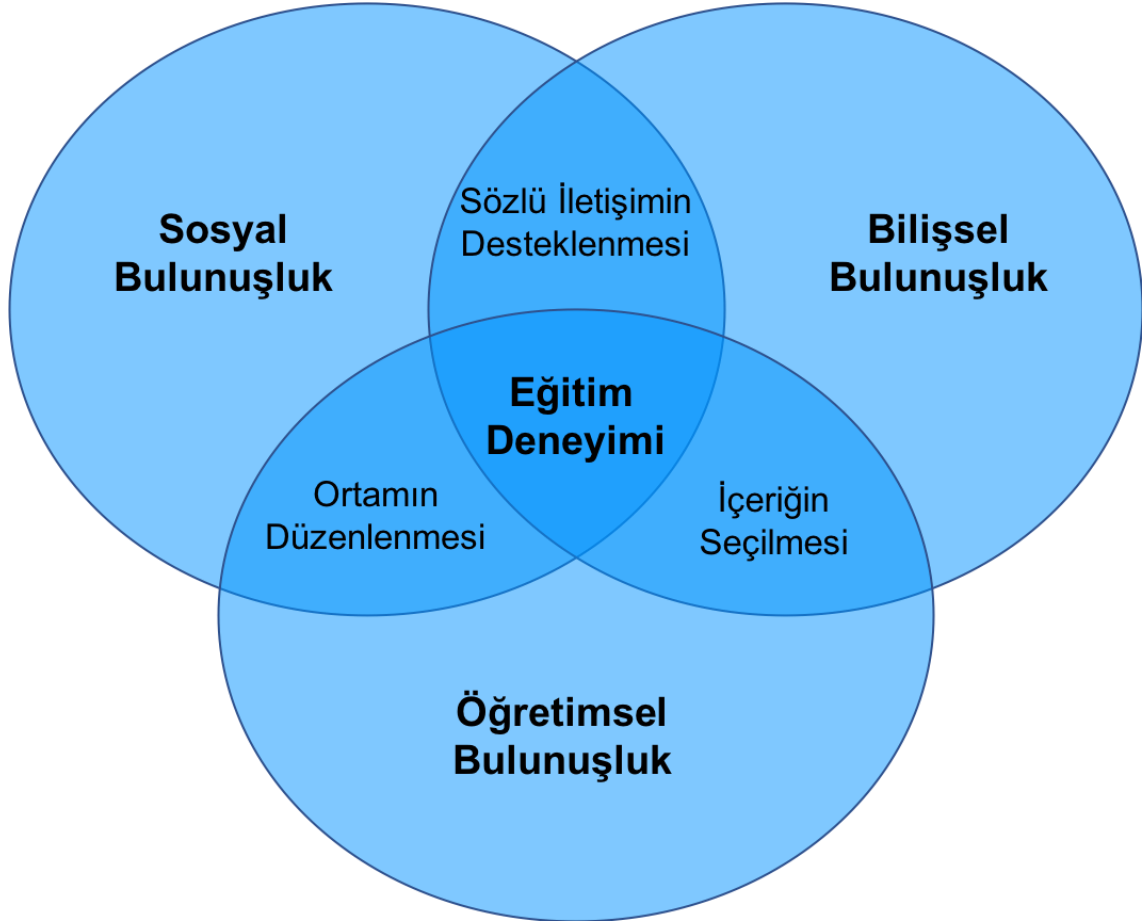 Sosyal
Bulunuşluk
Sözlü İletişimin
Desteklenmesi
Bilişsel
Bulunuşluk
Eğitim
Deneyimi
Ortamın
Düzenlenmesi
İçeriğin
Seçilmesi
Öğretimsel
Bulunuşluk